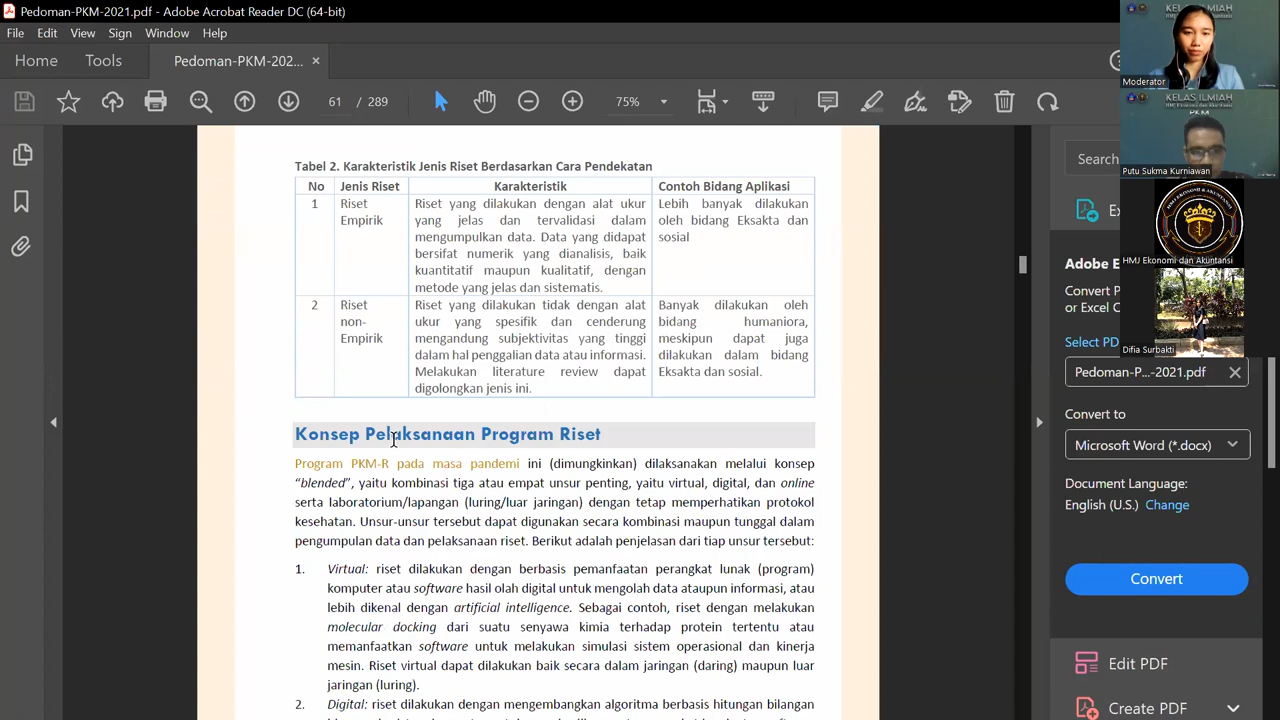 Pedoman-PKM-2021.pdf - Adobe Acrobat Reader DC (64-bit)
File Edit View Sign Window Help
Home Tools Pedoman-PKM-202... ×
61 / 289 75%
Tabel 2. Karakteristik Jenis Riset Berdasarkan Cara Pendekatan
No Jenis Riset Karakteristik Contoh Bidang Aplikasi
1 Riset Empirik
Riset yang dilakukan dengan alat ukur
yang jelas dan tervalidasi dalam
mengumpulkan data. Data yang didapat
bersifat numerik yang dianalisis, baik
kuantitatif maupun kualitatif, dengan
metode yang jelas dan sistematis.
Lebih banyak dilakukan
oleh bidang Eksakta dan
sosial
2 Riset
non-
Empirik
Riset yang dilakukan tidak dengan alat
ukur yang spesifik dan cenderung
mengandung subjektivitas yang tinggi
dalam hal penggalian data atau informasi.
Melakukan literature review dapat
digolongkan jenis ini.
Banyak dilakukan oleh
bidang humaniora,
meskipun dapat juga
dilakukan dalam bidang
Eksakta dan sosial.
Konsep Pelaksanaan Program Riset
Program PKM-R pada masa pandemi ini (dimungkinkan) dilaksanakan melalui konsep
“blended”, yaitu kombinasi tiga atau empat unsur penting, yaitu virtual, digital, dan online
serta laboratorium/lapangan (luring/luar jaringan) dengan tetap memperhatikan protokol
kesehatan. Unsur-unsur tersebut dapat digunakan secara kombinasi maupun tunggal dalam
pengumpulan data dan pelaksanaan riset. Berikut adalah penjelasan dari tiap unsur tersebut:
1. Virtual: riset dilakukan dengan berbasis pemanfaatan perangkat lunak (program)
komputer atau software hasil olah digital untuk mengolah data ataupun informasi, atau
lebih dikenal dengan artificial intelligence. Sebagai contoh, riset dengan melakukan
molecular docking dari suatu senyawa kimia terhadap protein tertentu atau
memanfaatkan software untuk melakukan simulasi sistem operasional dan kinerja
mesin. Riset virtual dapat dilakukan baik secara dalam jaringan (daring) maupun luar
jaringan (luring).
2. Digital: riset dilakukan dengan mengembangkan algoritma berbasis hitungan bilangan
Search
Adobe E
Convert P
or Excel C
Select PD
Pedoman-P...-2021.pdf
Convert to
Microsoft Word (*.docx)
Document Language:
English (U.S.) Change
Convert
Edit PDF
Create PDF
KELAS ILMIAH
Moderator
KELAS ILMIAH
PKM
Putu Sukma Kurniawan
HMJ EKONOMI & AKUNTANSI
HMJ Ekonomi dan Akuntansi
Difia Surbakti